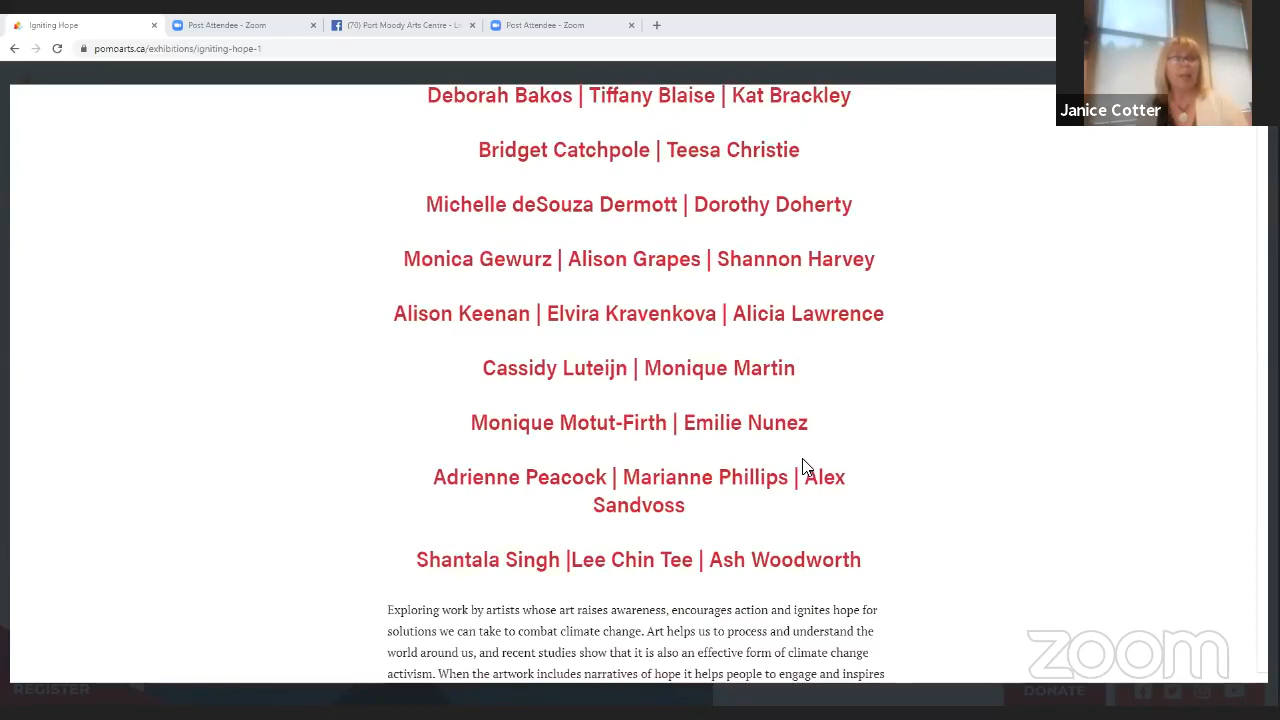 Igniting Hope
Post Attendee - Zoom
(70) Port Moody Arts Centre - L
Post Attendee - Zoom
pomoarts.ca/exhibitions/igniting-hope-1
Janice Cotter
Deborah Bakos | Tiffany Blaise | Kat Brackley
Bridget Catchpole | Teesa Christie
Michelle deSouza Dermott | Dorothy Doherty
Monica Gewurz | Alison Grapes | Shannon Harvey
Alison Keenan | Elvira Kravenkova | Alicia Lawrence
Cassidy Luteijn | Monique Martin
Monique Motut-Firth | Emilie Nunez
Adrienne Peacock | Marianne Phillips | Alex
Sandvoss
Shantala Singh |Lee Chin Tee | Ash Woodworth
Exploring work by artists whose art raises awareness, encourages action and ignites hope for
solutions we can take to combat climate change. Art helps us to process and understand the
world around us, and recent studies show that it is also an effective form of climate change
activism. When the artwork includes narratives of hope it helps people to engage and inspires
zoom
REGISTER
DONATE